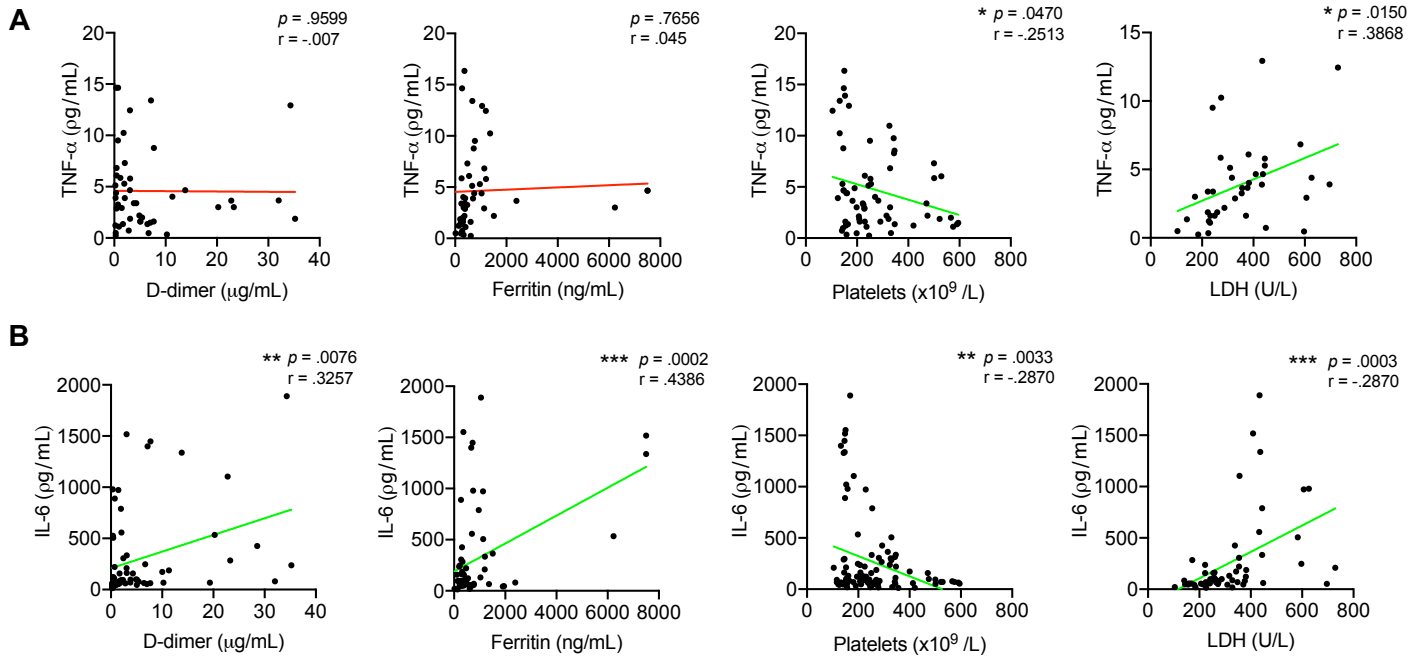 A
p = .9599
r = -.007
20
15
10
5
0
TNF-α (ρg/mL)
0 10 20 30 40
D-dimer (μg/mL)
p = .7656
r = .045
20
15
10
5
0
TNF-α (ρg/mL)
0 2000 4000 6000 8000
Ferritin (ng/mL)
* p = .0470
r = -.2513
20
15
10
5
0
TNF-α (ρg/mL)
0 200 400 600 800
Platelets (x10⁹ /L)
* p = .0150
r = .3868
15
10
5
0
TNF-α (ρg/mL)
0 200 400 600 800
LDH (U/L)
B
** p = .0076
r = .3257
2000
1500
1000
500
0
IL-6 (ρg/mL)
0 10 20 30 40
D-dimer (μg/mL)
*** p = .0002
r = .4386
2000
1500
1000
500
0
IL-6 (ρg/mL)
0 2000 4000 6000 8000
Ferritin (ng/mL)
** p = .0033
r = -.2870
2000
1500
1000
500
0
IL-6 (ρg/mL)
0 200 400 600 800
Platelets (x10⁹ /L)
*** p = .0003
r = -.2870
2000
1500
1000
500
0
IL-6 (ρg/mL)
0 200 400 600 800
LDH (U/L)